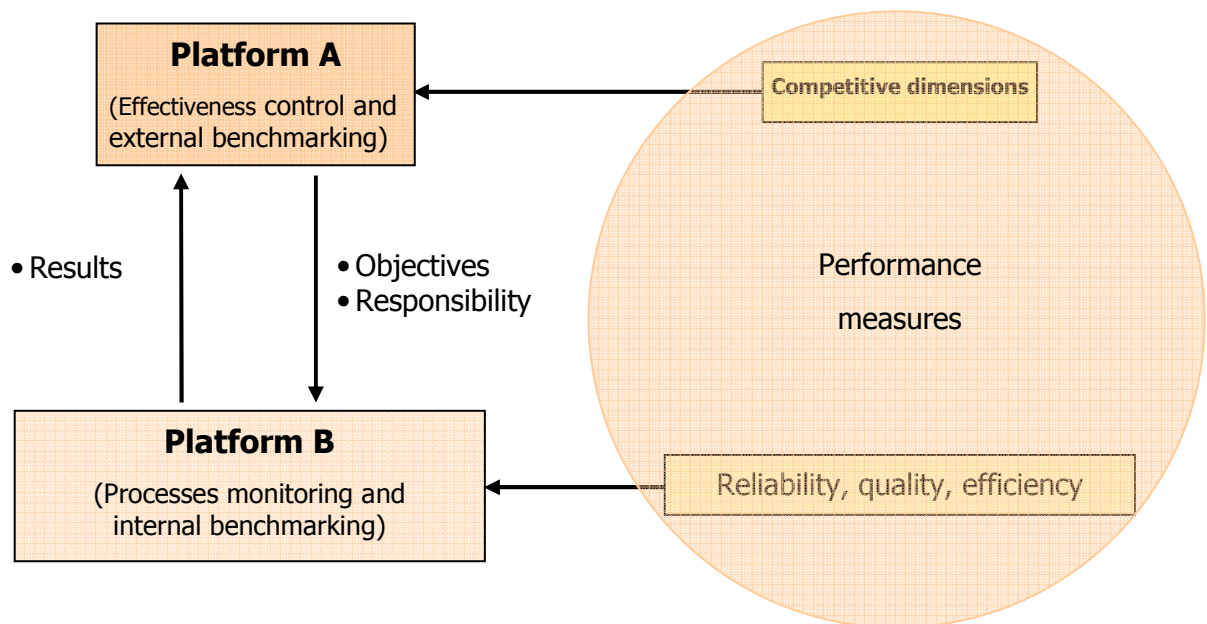 Platform A
(Effectiveness control and
external benchmarking)
Competitive dimensions
• Results
• Objectives
• Responsibility
Performance
measures
Platform B
(Processes monitoring and
internal benchmarking)
Reliability, quality, efficiency